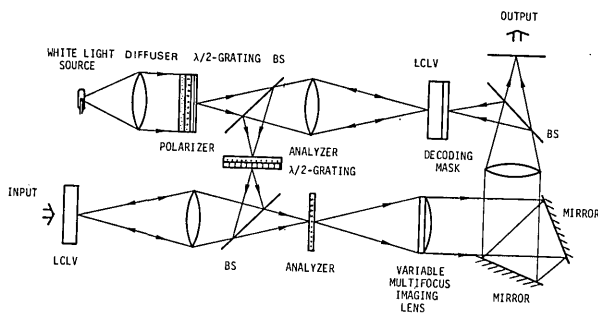 OUTPUT
WHITE LIGHT
SOURCE
DIFFUSER
λ/2-GRATING
BS
LCLV
POLARIZER
ANALYZER
λ/2-GRATING
DECODING
MASK
BS
INPUT
LCLV
BS
ANALYZER
VARIABLE
MULTIFOCUS
IMAGING
LENS
MIRROR
MIRROR